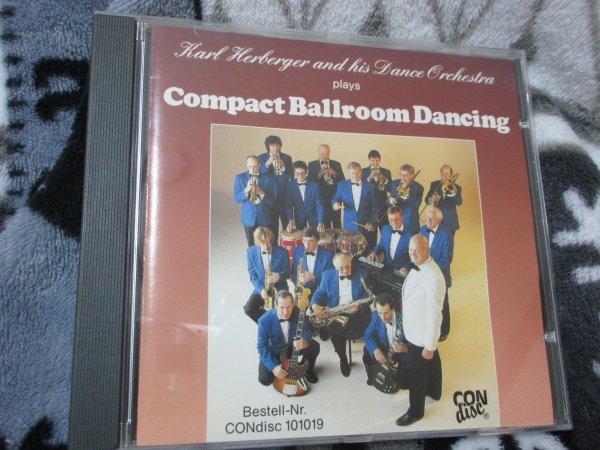 Karl Herberger and his Dance Orchestra
plays
Compact Ballroom Dancing
Bestell-Nr.
CONdisc 101019
CON
disc®